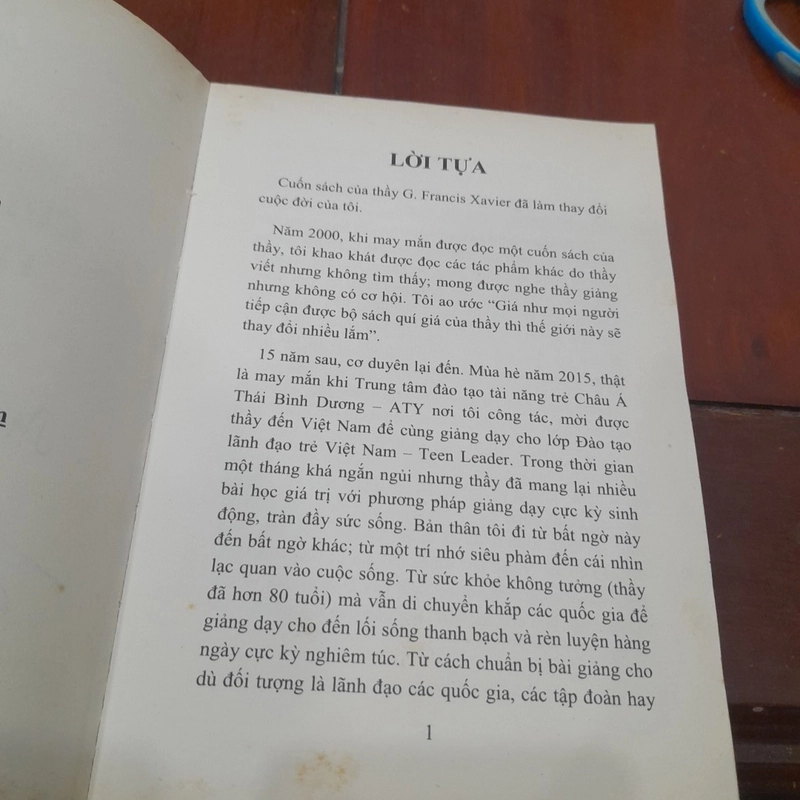 LỜI TỰA
Cuốn sách của thầy G. Francis Xavier đã làm thay đổi
cuộc đời của tôi.
Năm 2000, khi may mắn được đọc một cuốn sách của
thầy, tôi khao khát được đọc các tác phẩm khác do thầy
viết nhưng không tìm thấy; mong được nghe thầy giảng
nhưng không có cơ hội. Tôi ao ước “Giá như mọi người
tiếp cận được bộ sách quí giá của thầy thì thế giới này sẽ
thay đổi nhiều lắm”.
15 năm sau, cơ duyên lại đến. Mùa hè năm 2015, thật
là may mắn khi Trung tâm đào tạo tài năng trẻ Châu Á
Thái Bình Dương – ATY nơi tôi công tác, mời được
thầy đến Việt Nam để cùng giảng dạy cho lớp Đào tạo
lãnh đạo trẻ Việt Nam – Teen Leader. Trong thời gian
một tháng khá ngắn ngủi nhưng thầy đã mang lại nhiều
bài học giá trị với phương pháp giảng dạy cực kỳ sinh
động, tràn đầy sức sống. Bản thân tôi đi từ bất ngờ này
đến bất ngờ khác; từ một trí nhớ siêu phàm đến cái nhìn
lạc quan vào cuộc sống. Từ sức khỏe không tưởng (thầy
đã hơn 80 tuổi) mà vẫn di chuyển khắp các quốc gia để
giảng dạy cho đến lối sống thanh bạch và rèn luyện hàng
ngày cực kỳ nghiêm túc. Từ cách chuẩn bị bài giảng cho
dù đối tượng là lãnh đạo các quốc gia, các tập đoàn hay
1